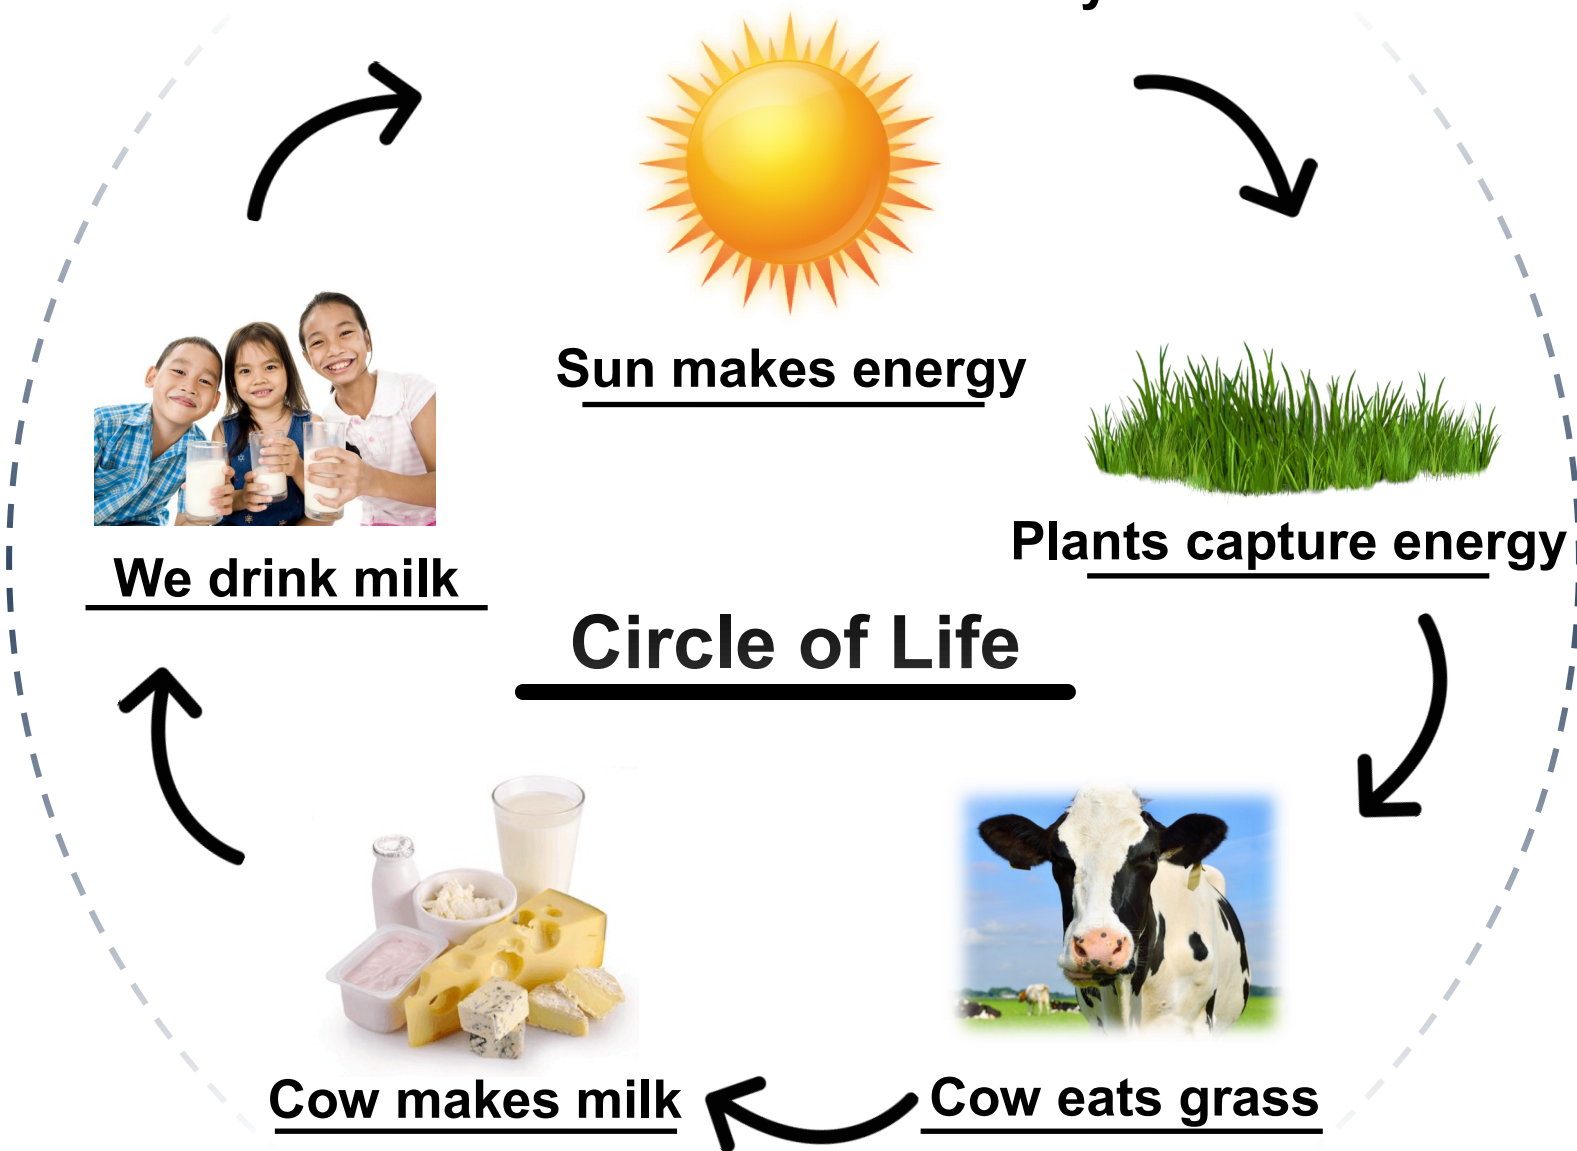 Sun makes energy
Plants capture energy
We drink milk
Circle of Life
Cow makes milk
Cow eats grass